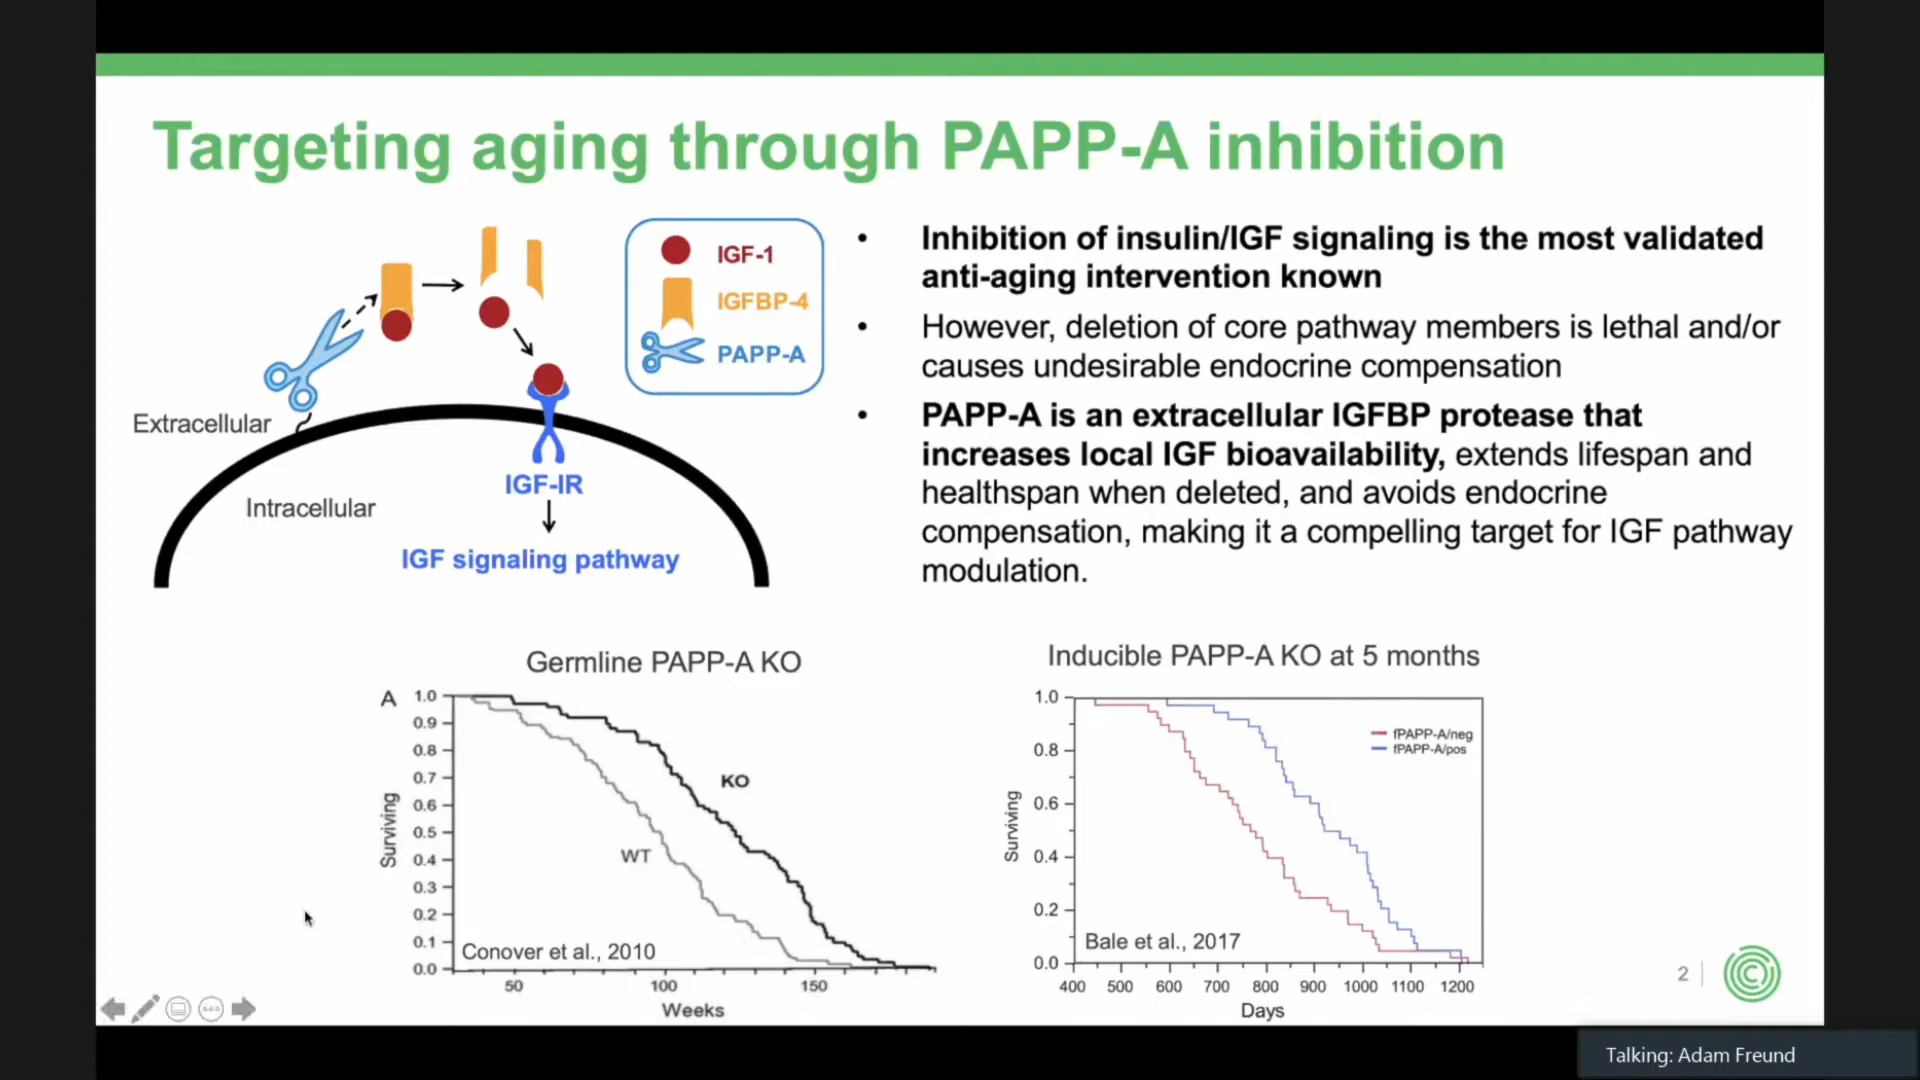 Targeting aging through PAPP-A inhibition
IGF-1
IGFBP-4
PAPP-A
Extracellular
Intracellular
IGF-IR
IGF signaling pathway
• Inhibition of insulin/IGF signaling is the most validated
anti-aging intervention known
• However, deletion of core pathway members is lethal and/or
causes undesirable endocrine compensation
• PAPP-A is an extracellular IGFBP protease that
increases local IGF bioavailability, extends lifespan and
healthspan when deleted, and avoids endocrine
compensation, making it a compelling target for IGF pathway
modulation.
Germline PAPP-A KO
A
1.0
0.9
0.8
0.7
0.6
0.5
0.4
0.3
0.2
0.1
0.0
Surviving
KO
WT
Conover et al., 2010
50 100 150
Weeks
Inducible PAPP-A KO at 5 months
1.0
0.8
0.6
0.4
0.2
0.0
Surviving
fPAPP-A/neg
fPAPP-A/pos
Bale et al., 2017
400 500 600 700 800 900 1000 1100 1200
Days
2
Talking: Adam Freund